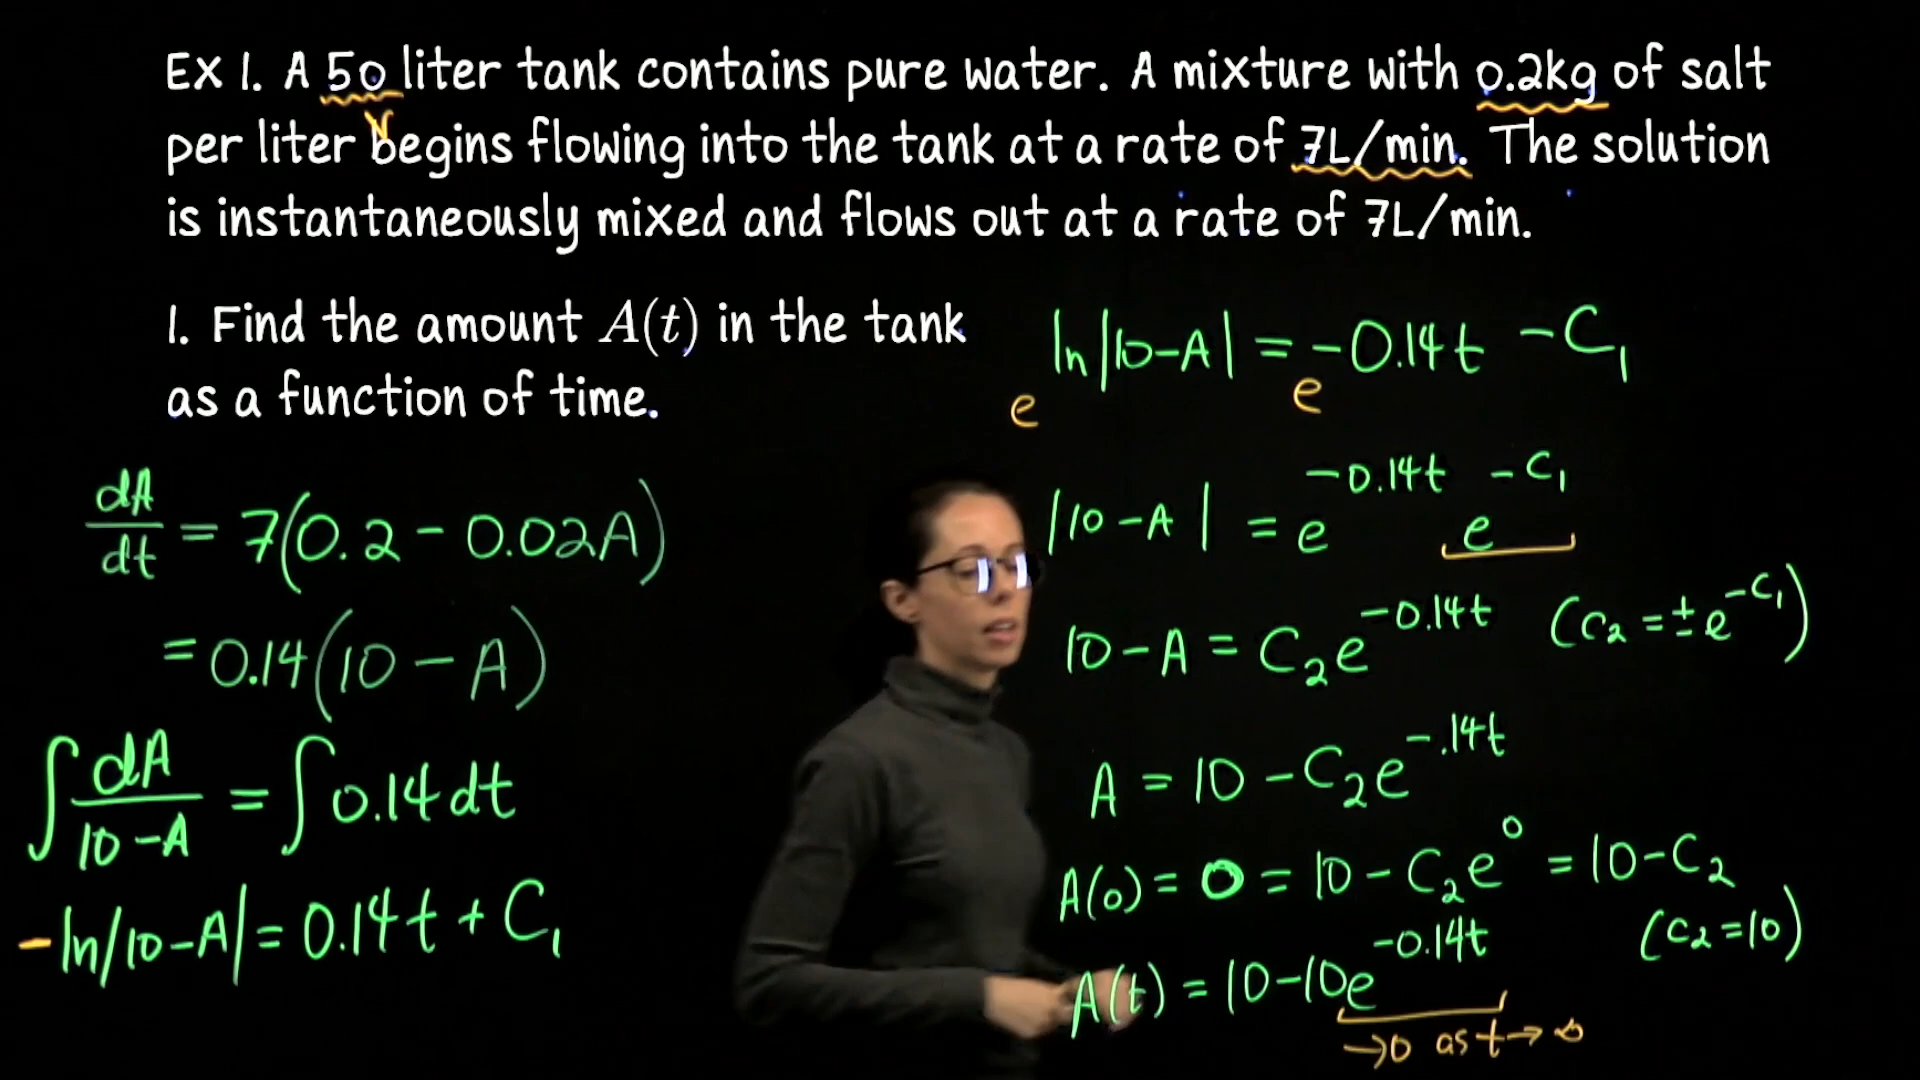 Ex 1. A 50 liter tank contains pure water. A mixture with 0.2kg of salt
per liter begins flowing into the tank at a rate of 7L/min. The solution
is instantaneously mixed and flows out at a rate of 7L/min.
1. Find the amount A(t) in the tank
as a function of time.
dA/dt = 7(0.2 - 0.02A)
= 0.14(10 - A)
∫ dA/(10 - A) = ∫ 0.14 dt
-ln|10 - A| = 0.14t + C₁
ln|10 - A| = -0.14t - C₁
e e
|10 - A| = e^(-0.14t) e^(-C₁)
10 - A = C₂e^(-0.14t) (C₂ = ±e^(-C₁))
A = 10 - C₂e^(-.14t)
A(0) = 0 = 10 - C₂e⁰ = 10 - C₂
(C₂ = 10)
A(t) = 10 - 10e^(-0.14t)
→0 as t→∞